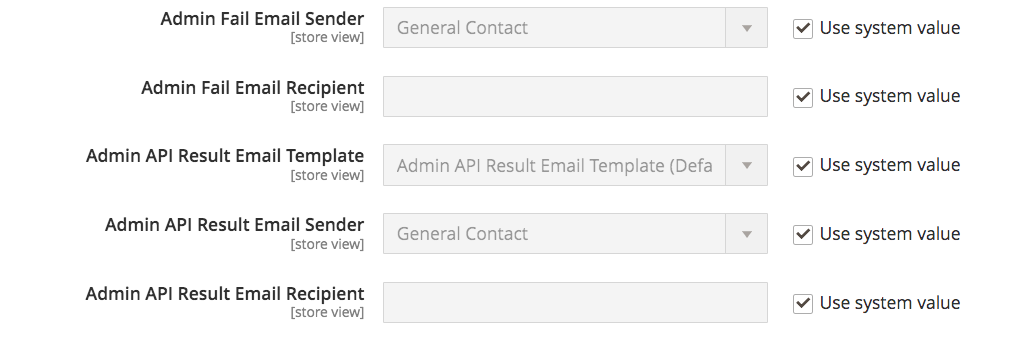 Admin Fail Email Sender
[store view]
General Contact
Use system value
Admin Fail Email Recipient
[store view]
Use system value
Admin API Result Email Template
[store view]
Admin API Result Email Template (Defa
Use system value
Admin API Result Email Sender
[store view]
General Contact
Use system value
Admin API Result Email Recipient
[store view]
Use system value